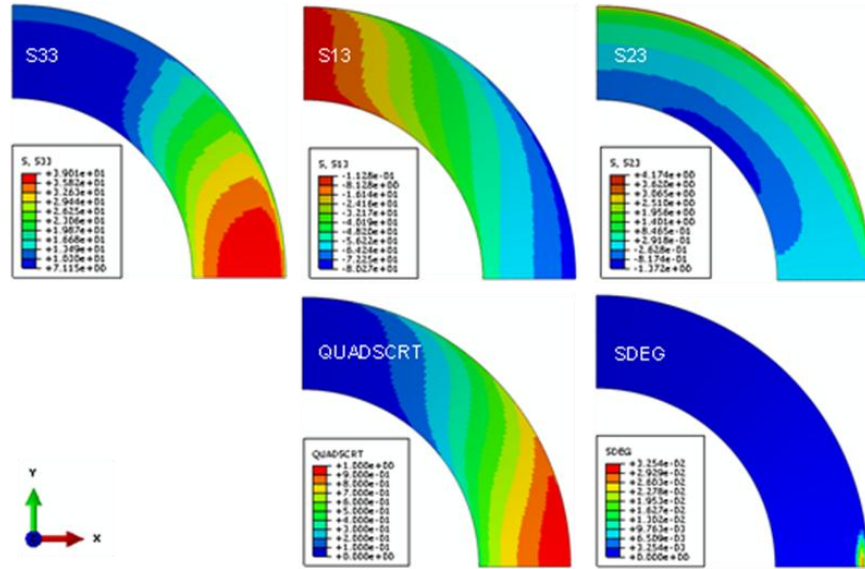 S33
S, S33
+3.901e+01
+3.582e+01
+3.263e+01
+2.944e+01
+2.625e+01
+2.306e+01
+1.987e+01
+1.668e+01
+1.349e+01
+1.030e+01
+7.115e+00
S13
S, S13
-1.128e-01
-8.128e+00
-1.614e+01
-2.416e+01
-3.217e+01
-4.019e+01
-4.820e+01
-5.622e+01
-6.424e+01
-7.225e+01
-8.027e+01
S23
S, S23
+4.174e+00
+3.620e+00
+3.065e+00
+2.510e+00
+1.956e+00
+1.401e+00
+8.465e-01
+2.918e-01
-2.628e-01
-8.174e-01
-1.372e+00
Y
X
QUADSCRT
QUADSCRT
+1.000e+00
+9.000e-01
+8.000e-01
+7.000e-01
+6.000e-01
+5.000e-01
+4.000e-01
+3.000e-01
+2.000e-01
+1.000e-01
+0.000e+00
SDEG
SDEG
+3.254e-02
+2.929e-02
+2.603e-02
+2.278e-02
+1.953e-02
+1.627e-02
+1.302e-02
+9.763e-03
+6.509e-03
+3.254e-03
+0.000e+00